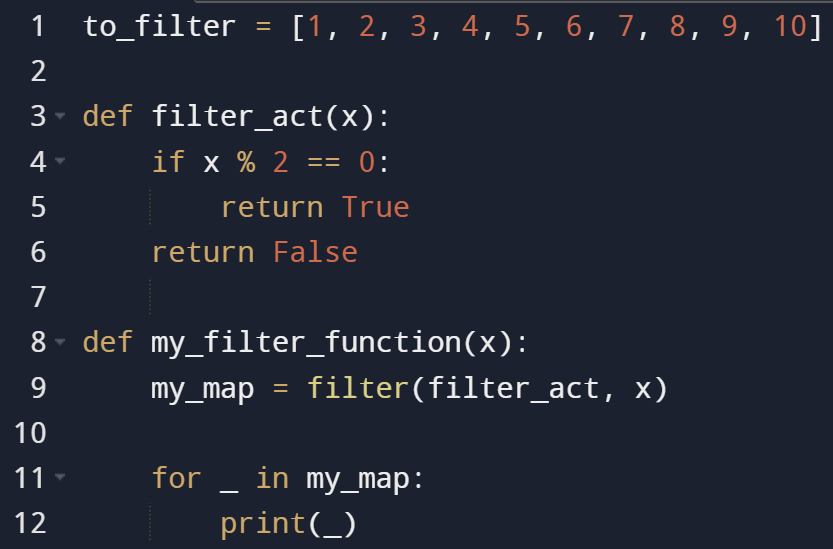 1 to_filter = [1, 2, 3, 4, 5, 6, 7, 8, 9, 10]
2
3 def filter_act(x):
4     if x % 2 == 0:
5         return True
6     return False
7
8 def my_filter_function(x):
9     my_map = filter(filter_act, x)
10
11     for _ in my_map:
12         print(_)